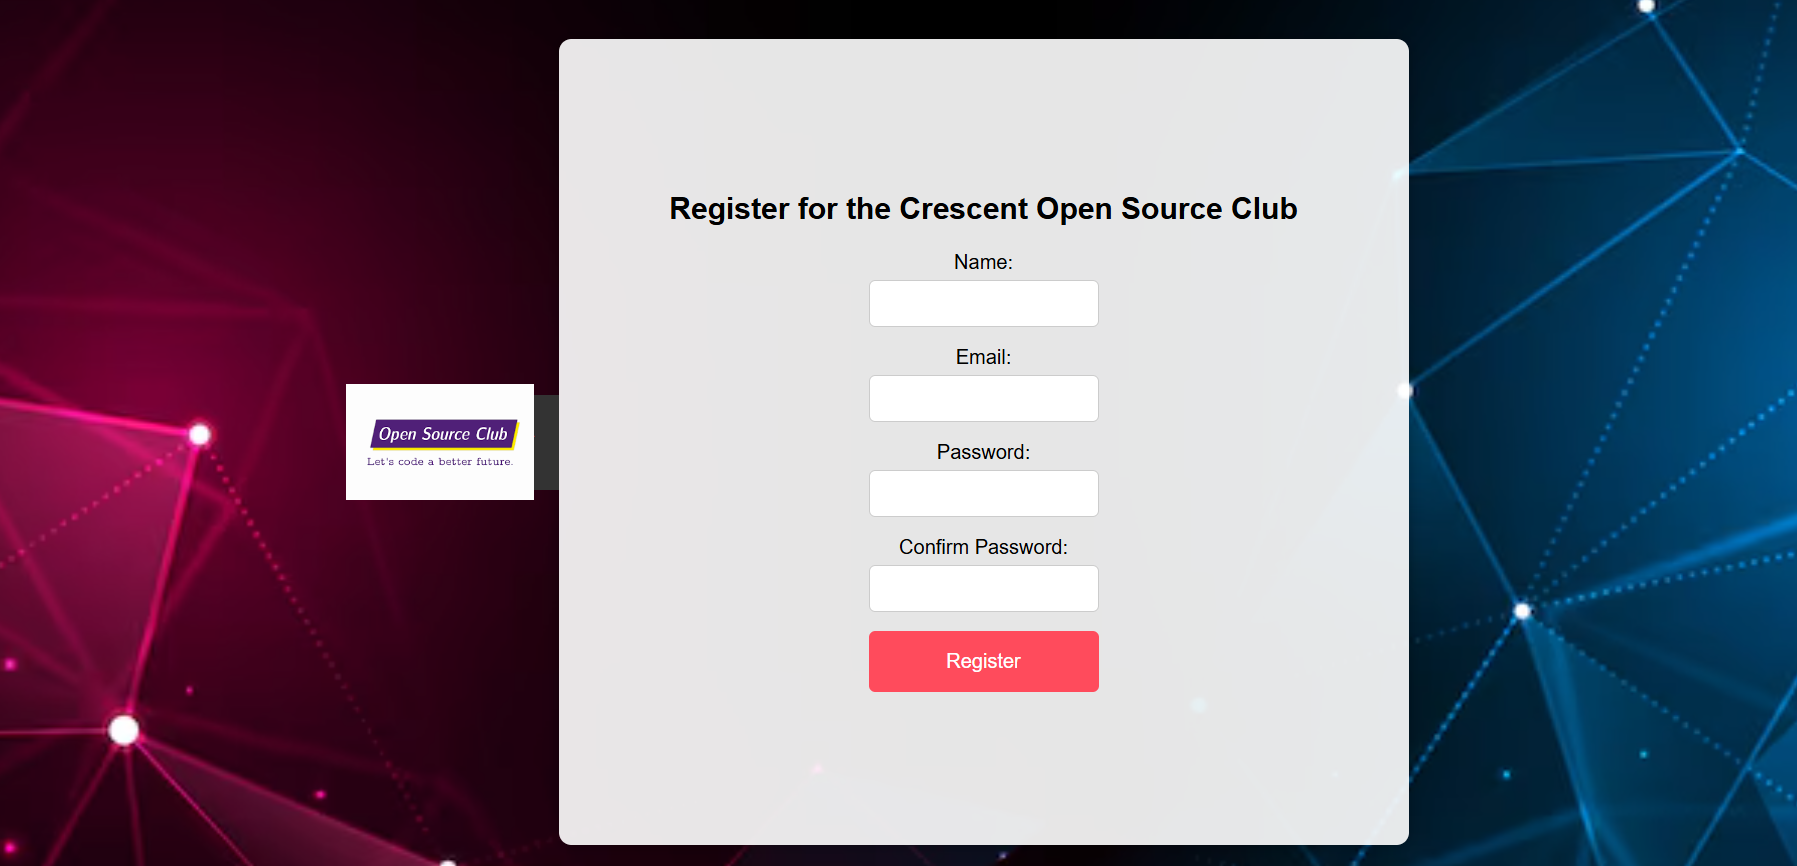 Register for the Crescent Open Source Club
Name:
Email:
Open Source Club
Let's code a better future.
Password:
Confirm Password:
Register